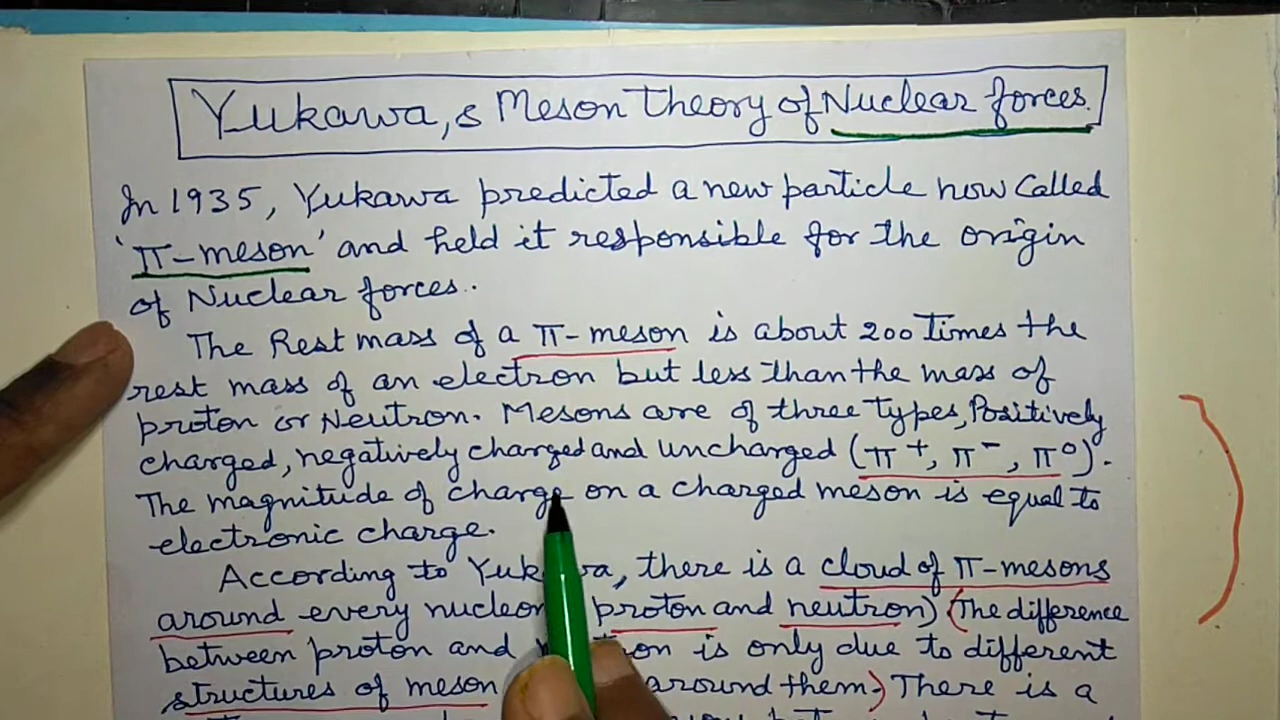 Yukawa,s Meson Theory of Nuclear forces.
In 1935, Yukawa predicted a new particle now called
'π-meson' and held it responsible for the origin
of Nuclear forces.
The Rest mass of a π-meson is about 200 Times the
rest mass of an electron but less than the mass of
proton or Neutron. Mesons are of three types, Positively
charged, negatively charged and uncharged (π+, π-, π0).
The magnitude of charge on a charged meson is equal to
electronic charge.
According to Yukawa, there is a cloud of π-mesons
around every nucleon proton and neutron) (The difference
between proton and is only due to different
structures of meson around them.) There is a